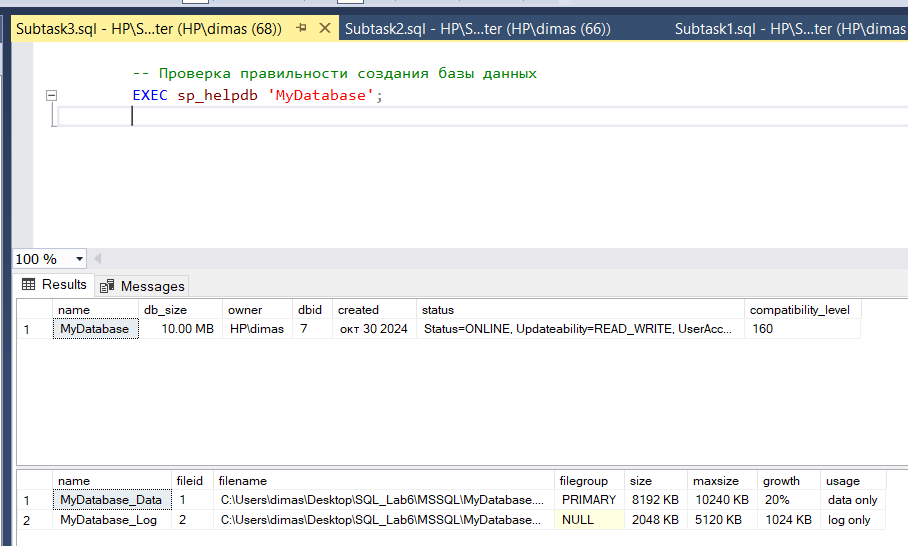 Subtask3.sql - HP\S...ter (HP\dimas (68)) Subtask2.sql - HP\S...ter (HP\dimas (66)) Subtask1.sql - HP\S...ter (HP\dimas
-- Проверка правильности создания базы данных
EXEC sp_helpdb 'MyDatabase';
100 %
Results Messages
name db_size owner dbid created status compatibility_level
1 MyDatabase 10.00 MB HP\dimas 7 окт 30 2024 Status=ONLINE, Updateability=READ_WRITE, UserAcc... 160
name fileid filename filegroup size maxsize growth usage
1 MyDatabase_Data 1 C:\Users\dimas\Desktop\SQL_Lab6\MSSQL\MyDatabase.... PRIMARY 8192 KB 10240 KB 20% data only
2 MyDatabase_Log 2 C:\Users\dimas\Desktop\SQL_Lab6\MSSQL\MyDatabase... NULL 2048 KB 5120 KB 1024 KB log only